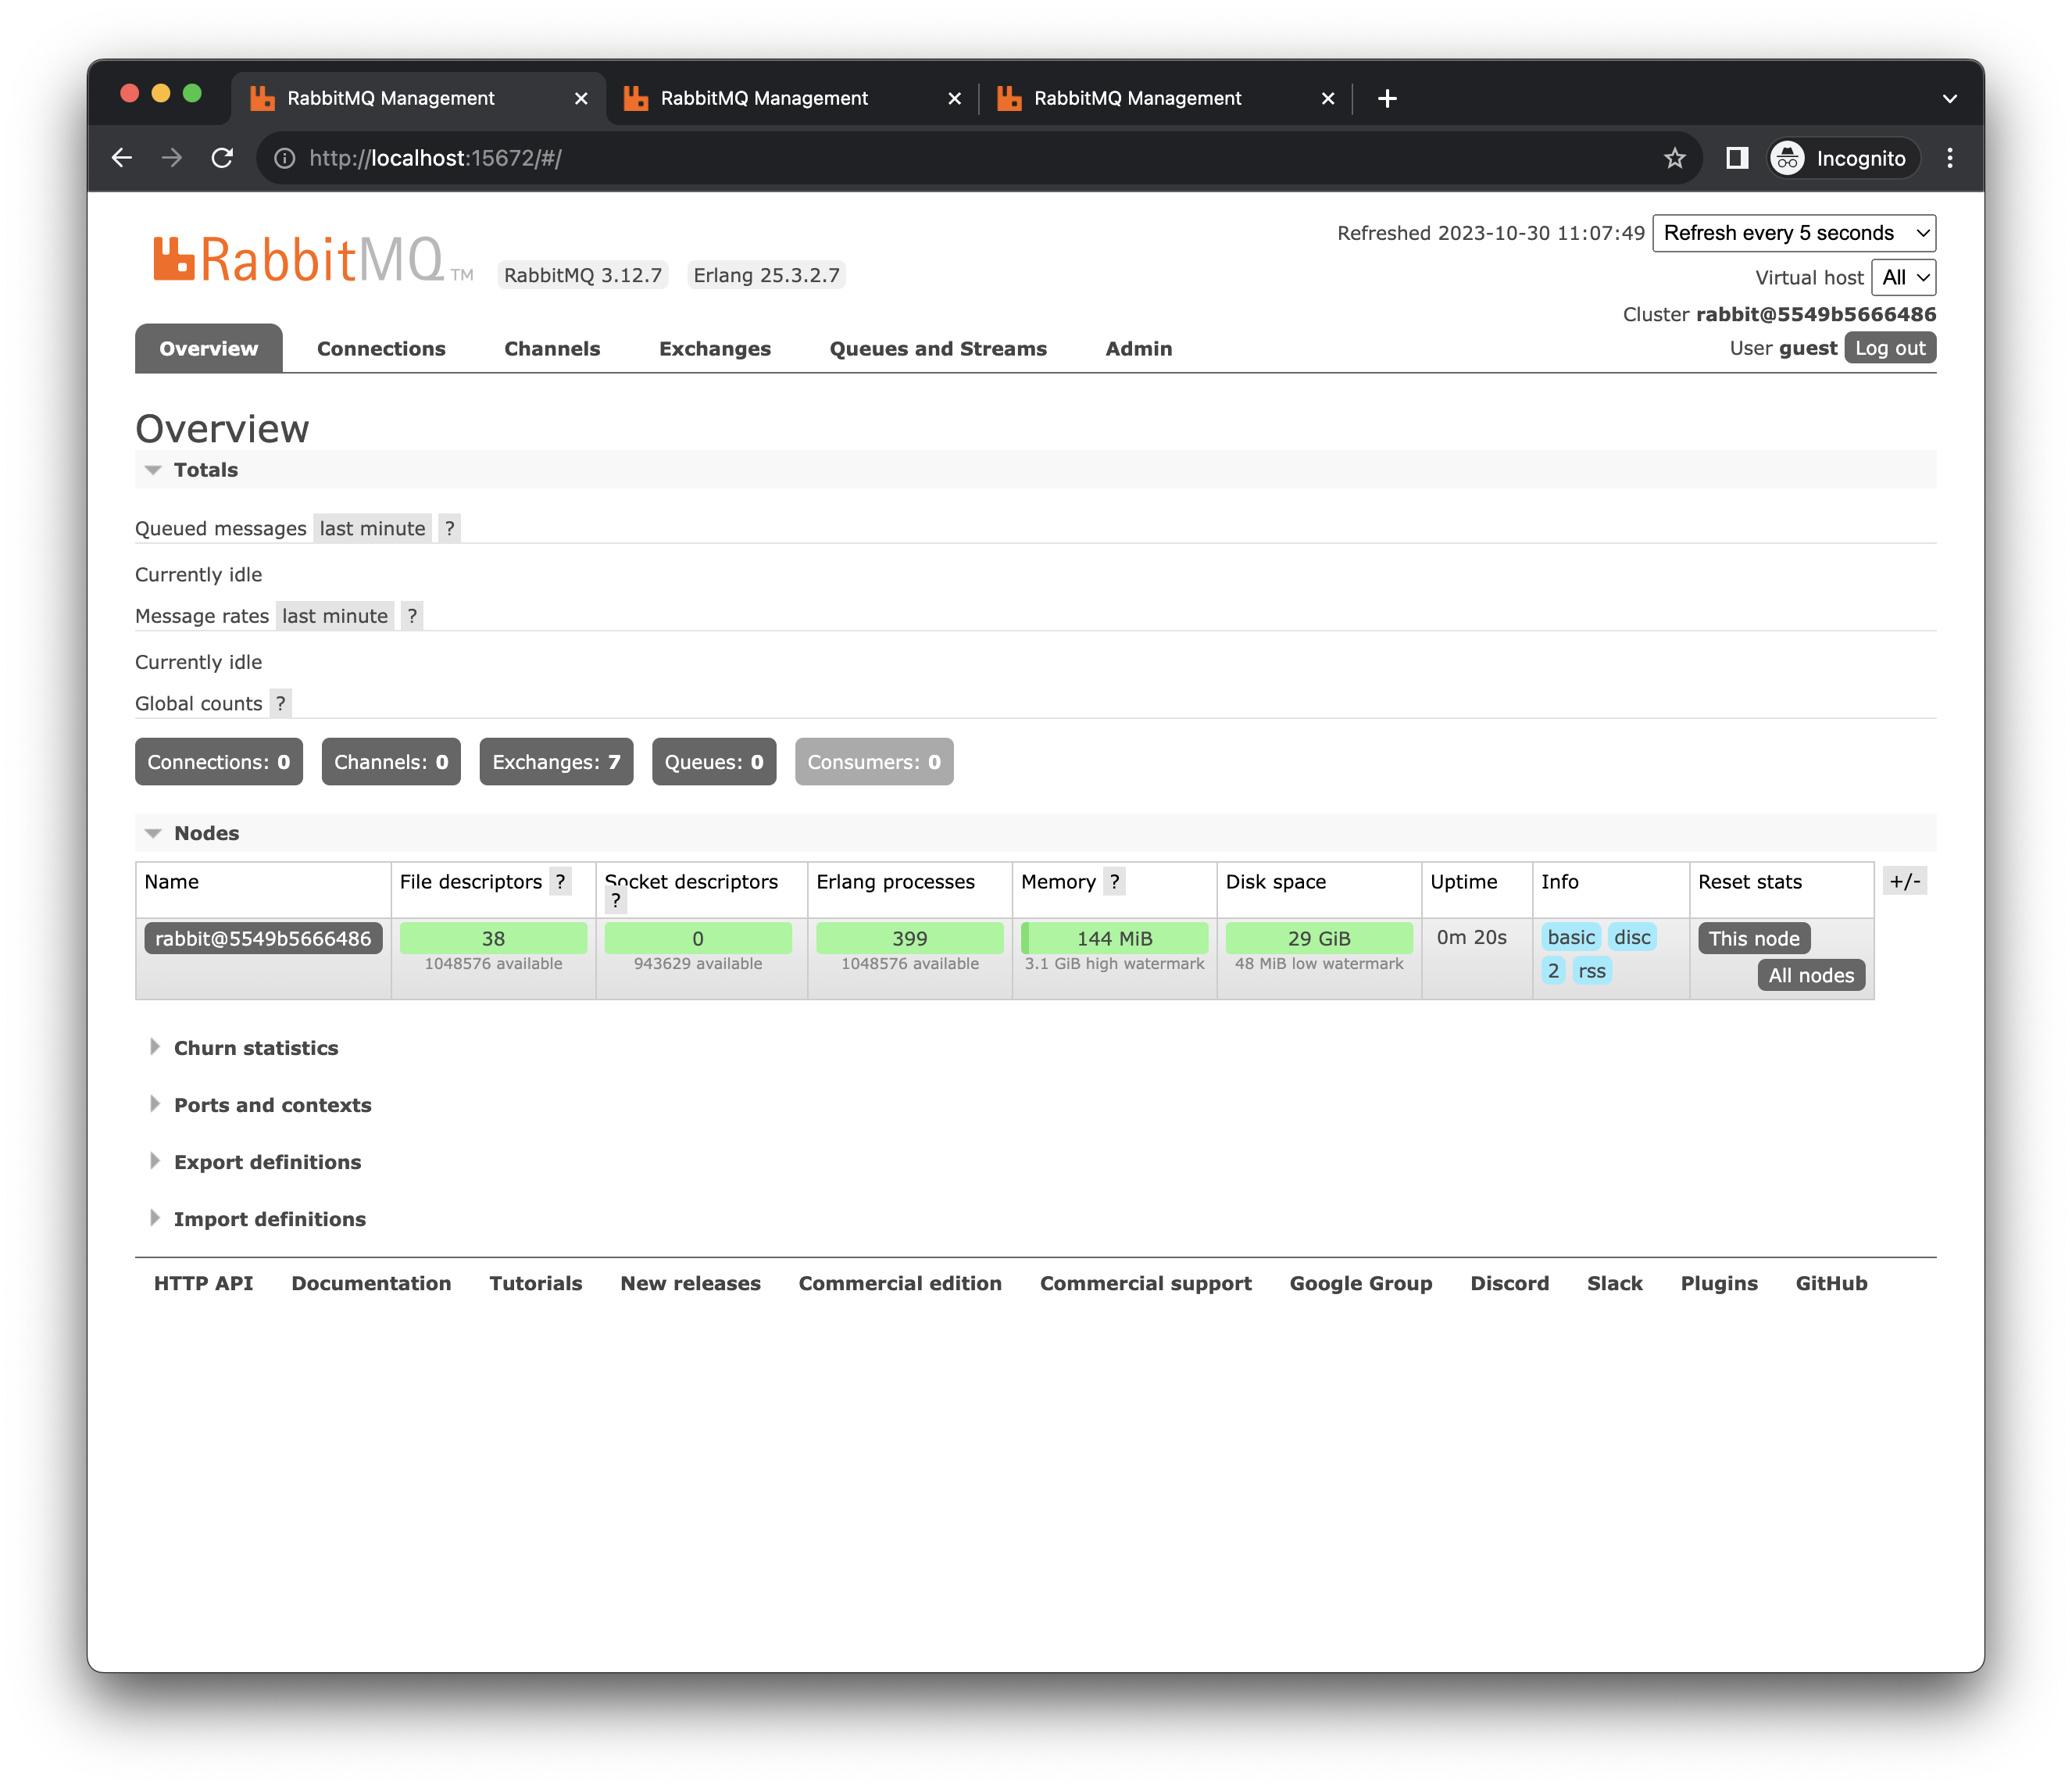 RabbitMQ Management RabbitMQ Management RabbitMQ Management
http://localhost:15672/#/ Incognito
Refreshed 2023-10-30 11:07:49 Refresh every 5 seconds
RabbitMQ TM RabbitMQ 3.12.7 Erlang 25.3.2.7
Virtual host All
Cluster rabbit@5549b5666486
User guest Log out
Overview Connections Channels Exchanges Queues and Streams Admin
Overview
Totals
Queued messages last minute ?
Currently idle
Message rates last minute ?
Currently idle
Global counts ?
Connections: 0 Channels: 0 Exchanges: 7 Queues: 0 Consumers: 0
Nodes
Name File descriptors ? Socket descriptors ? Erlang processes Memory ? Disk space Uptime Info Reset stats +/-
rabbit@5549b5666486 38 0 399 144 MiB 29 GiB 0m 20s basic disc This node
1048576 available 943629 available 1048576 available 3.1 GiB high watermark 48 MiB low watermark 2 rss All nodes
Churn statistics
Ports and contexts
Export definitions
Import definitions
HTTP API Documentation Tutorials New releases Commercial edition Commercial support Google Group Discord Slack Plugins GitHub